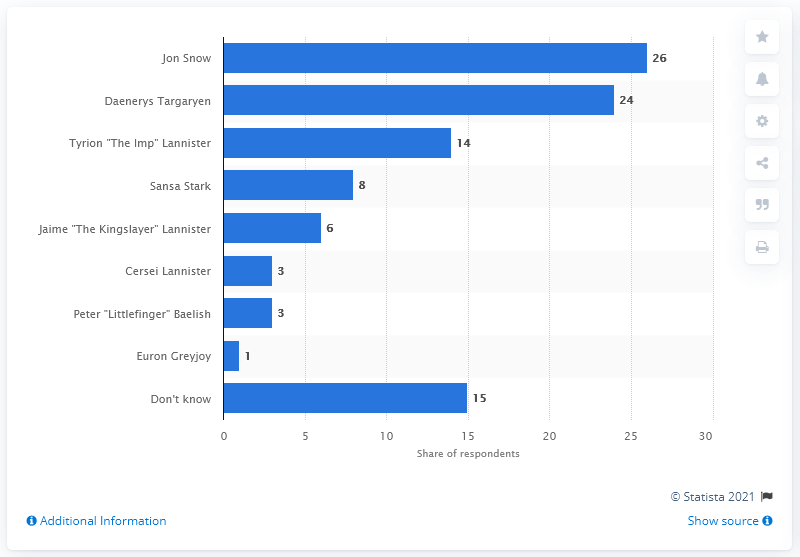 Jon Snow 26
Daenerys Targaryen 24
Tyrion "The Imp" Lannister 14
Sansa Stark 8
Jaime "The Kingslayer" Lannister 6
Cersei Lannister 3
Peter "Littlefinger" Baelish 3
Euron Greyjoy 1
Don't know 15
0 5 10 15 20 25 30
Share of respondents
© Statista 2021
Additional Information Show source